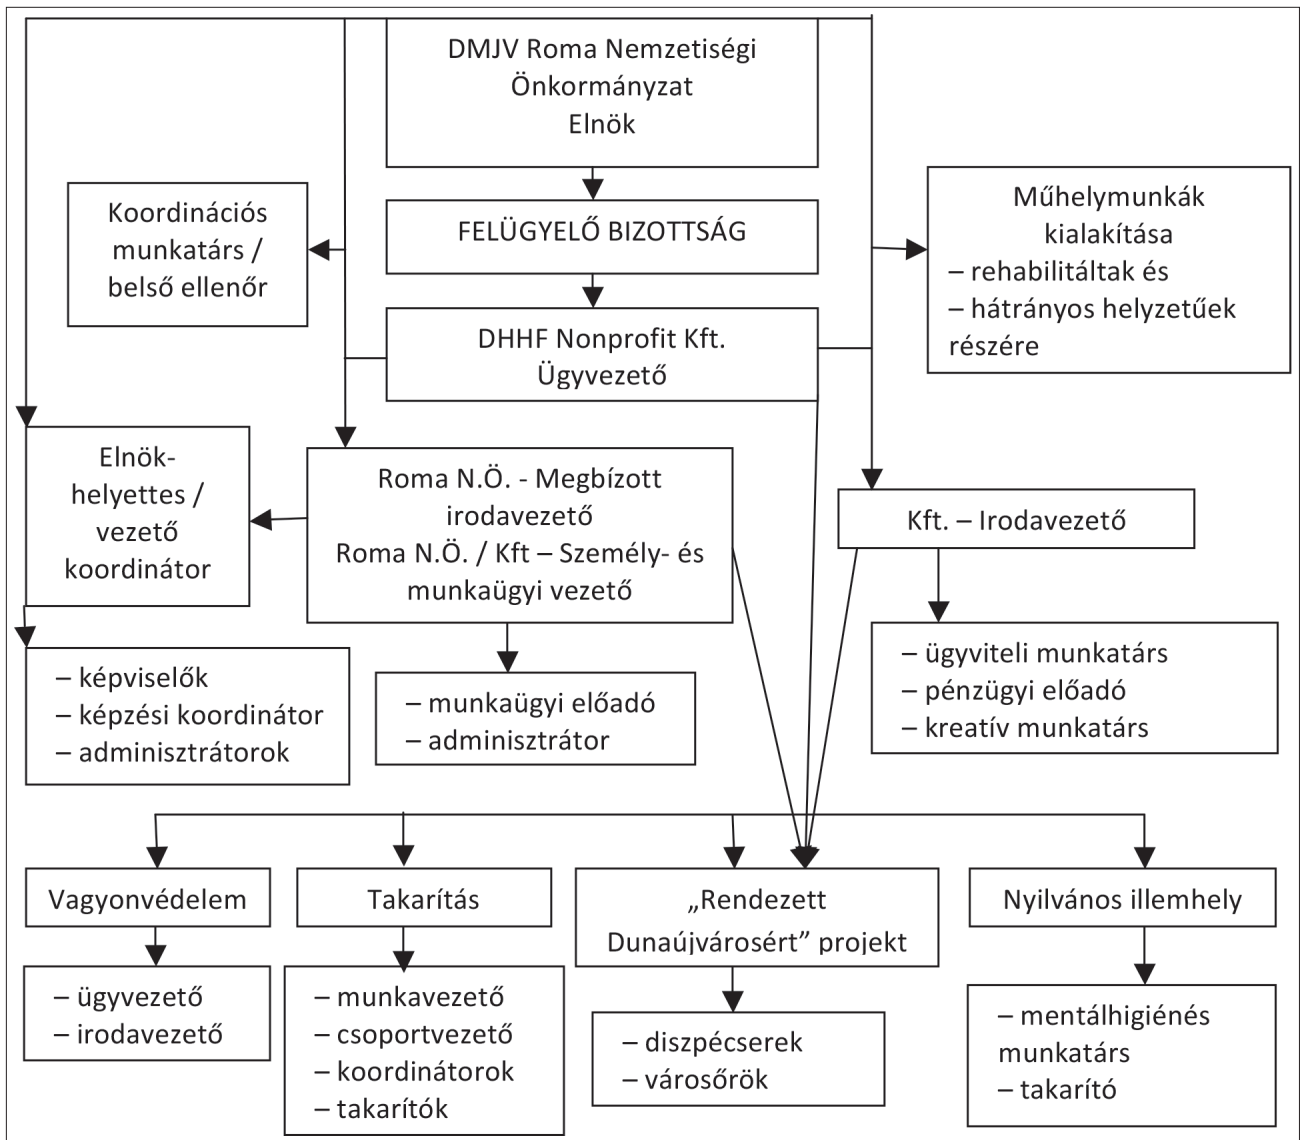 DMJV Roma Nemzetiségi
Önkormányzat
Elnök
Koordinációs
munkatárs /
belső ellenőr
FELÜGYELŐ BIZOTTSÁG
Műhelymunkák
kialakítása
– rehabilitáltak és
– hátrányos helyzetűek
részére
DHHF Nonprofit Kft.
Ügyvezető
Elnök-
helyettes /
vezető
koordinátor
Roma N.Ö. - Megbízott
irodavezető
Roma N.Ö. / Kft – Személy- és
munkaügyi vezető
Kft. – Irodavezető
– képviselők
– képzési koordinátor
– adminisztrátorok
– munkaügyi előadó
– adminisztrátor
– ügyviteli munkatárs
– pénzügyi előadó
– kreatív munkatárs
Vagyonvédelem
Takarítás
„Rendezett
Dunaújvárosért” projekt
Nyilvános illemhely
– ügyvezető
– irodavezető
– munkavezető
– csoportvezető
– koordinátorok
– takarítók
– diszpécserek
– városőrök
– mentálhigiénés
munkatárs
– takarító